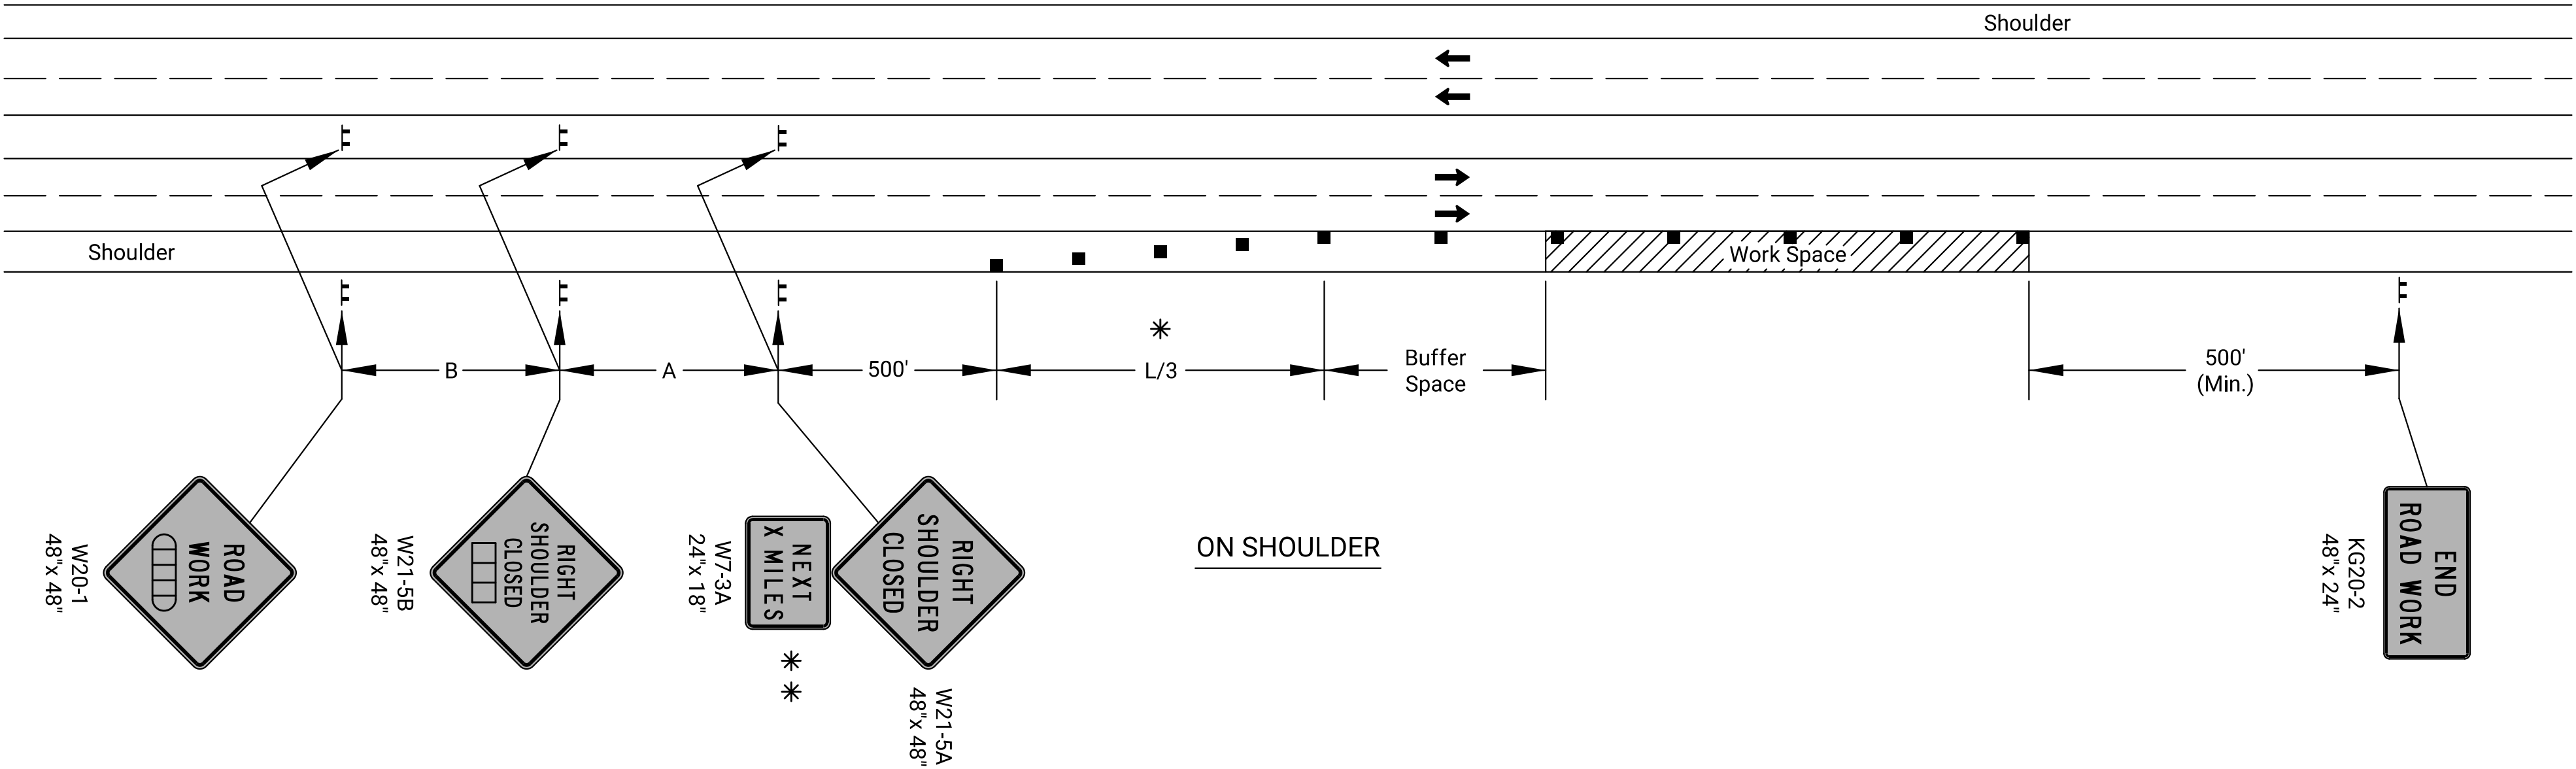 Shoulder
Shoulder
Work Space
B
A
500'
*
L/3
Buffer
Space
500'
(Min.)
ROAD
WORK
W20-1
48"x 48"
RIGHT
SHOULDER
CLOSED
W21-5B
48"x 48"
NEXT
X MILES
W7-3A
24"x 18"
* *
RIGHT
SHOULDER
CLOSED
W21-5A
48"x 48"
ON SHOULDER
END
ROAD WORK
KG20-2
48"x 24"